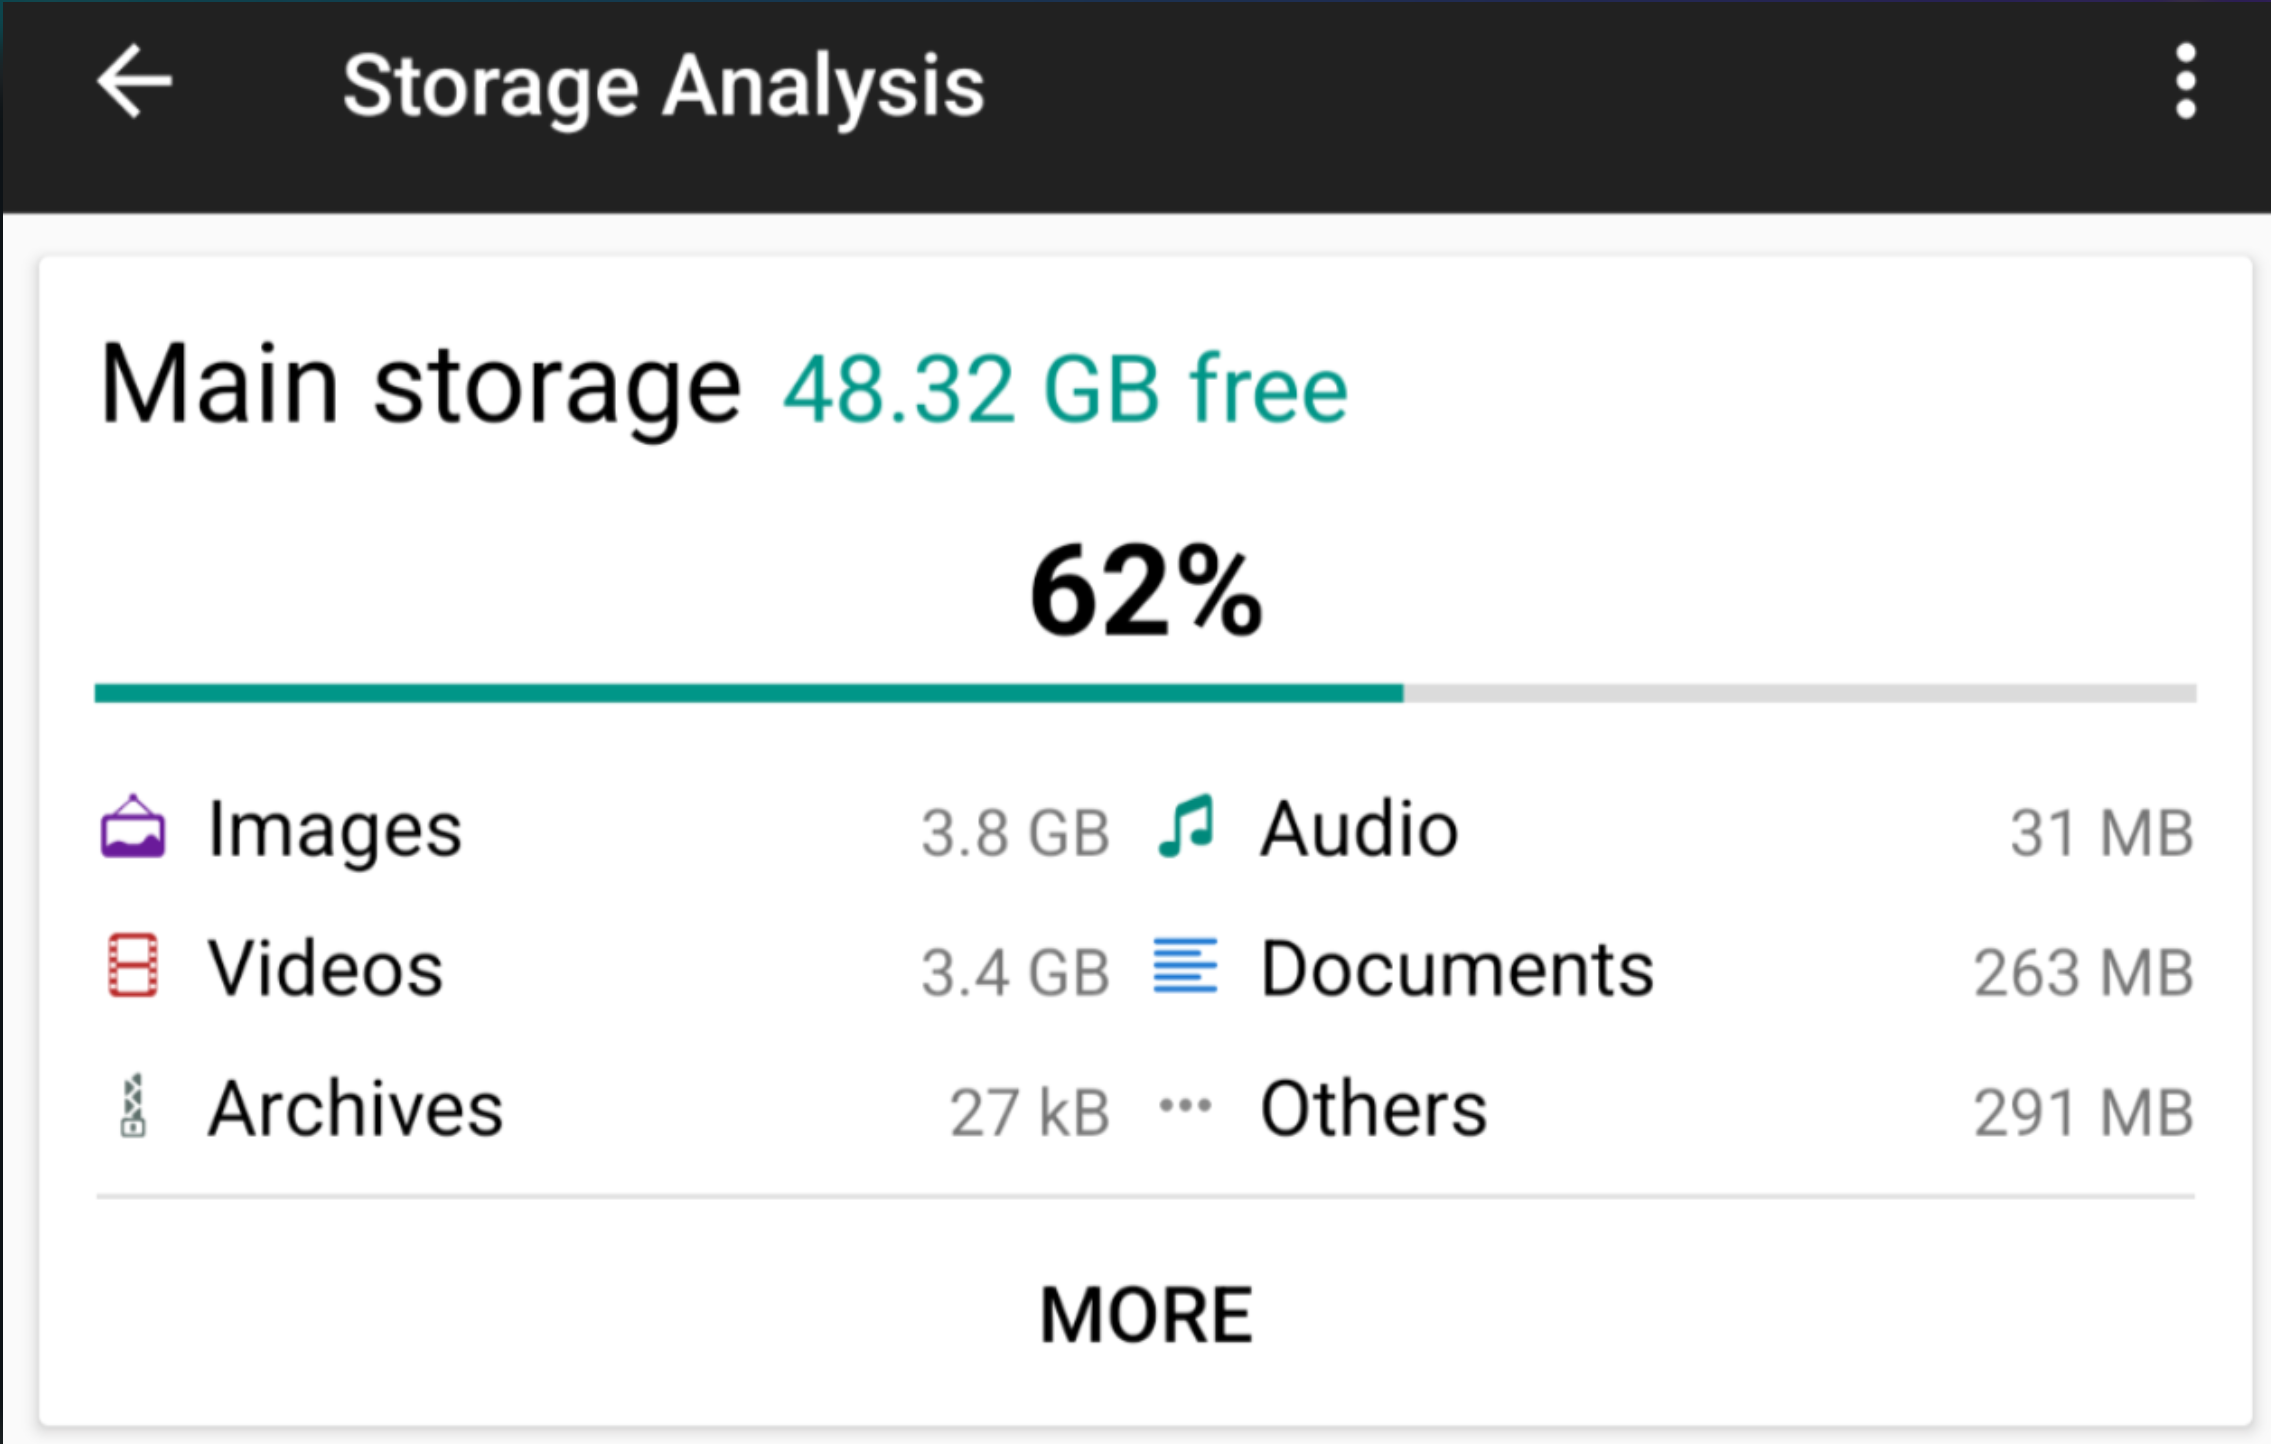 Storage Analysis
Main storage 48.32 GB free
62%
Images 3.8 GB Audio 31 MB
Videos 3.4 GB Documents 263 MB
Archives 27 kB Others 291 MB
MORE